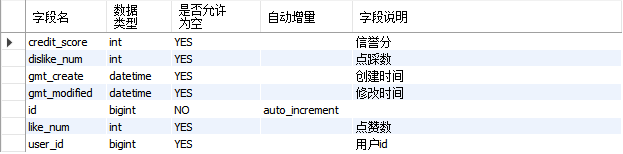 字段名 数据类型 是否允许为空 自动增量 字段说明
credit_score int YES 信誉分
dislike_num int YES 点踩数
gmt_create datetime YES 创建时间
gmt_modified datetime YES 修改时间
id bigint NO auto_increment
like_num int YES 点赞数
user_id bigint YES 用户id